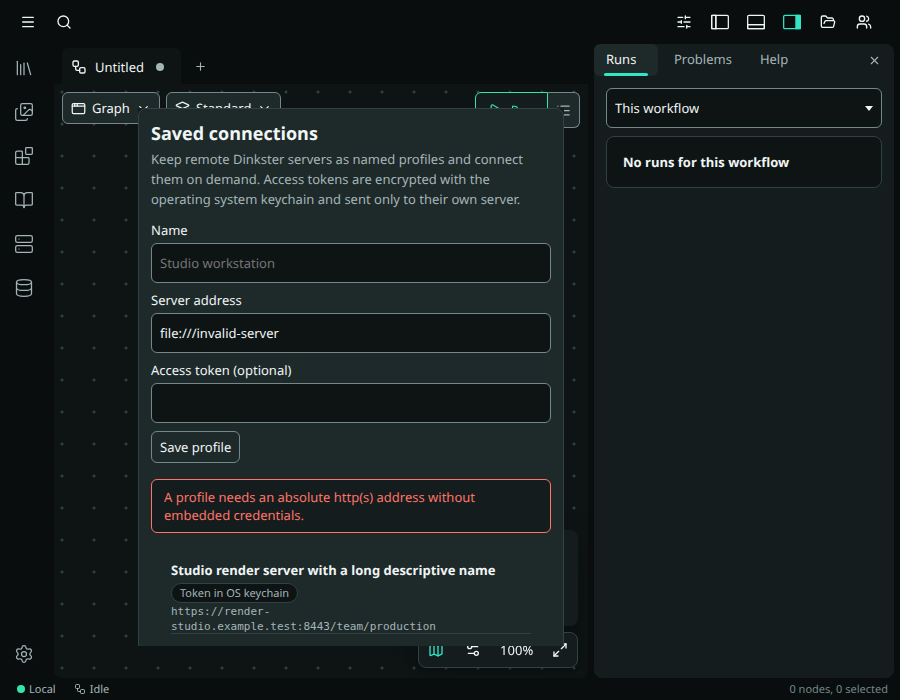 Untitled
Graph
Standard
Saved connections
Keep remote Dinkster servers as named profiles and connect
them on demand. Access tokens are encrypted with the
operating system keychain and sent only to their own server.
Name
Studio workstation
Server address
file:///invalid-server
Access token (optional)
Save profile
A profile needs an absolute http(s) address without
embedded credentials.
Studio render server with a long descriptive name
Token in OS keychain
https://render-
studio.example.test:8443/team/production
100%
Runs
Problems
Help
This workflow
No runs for this workflow
Local
Idle
0 nodes, 0 selected